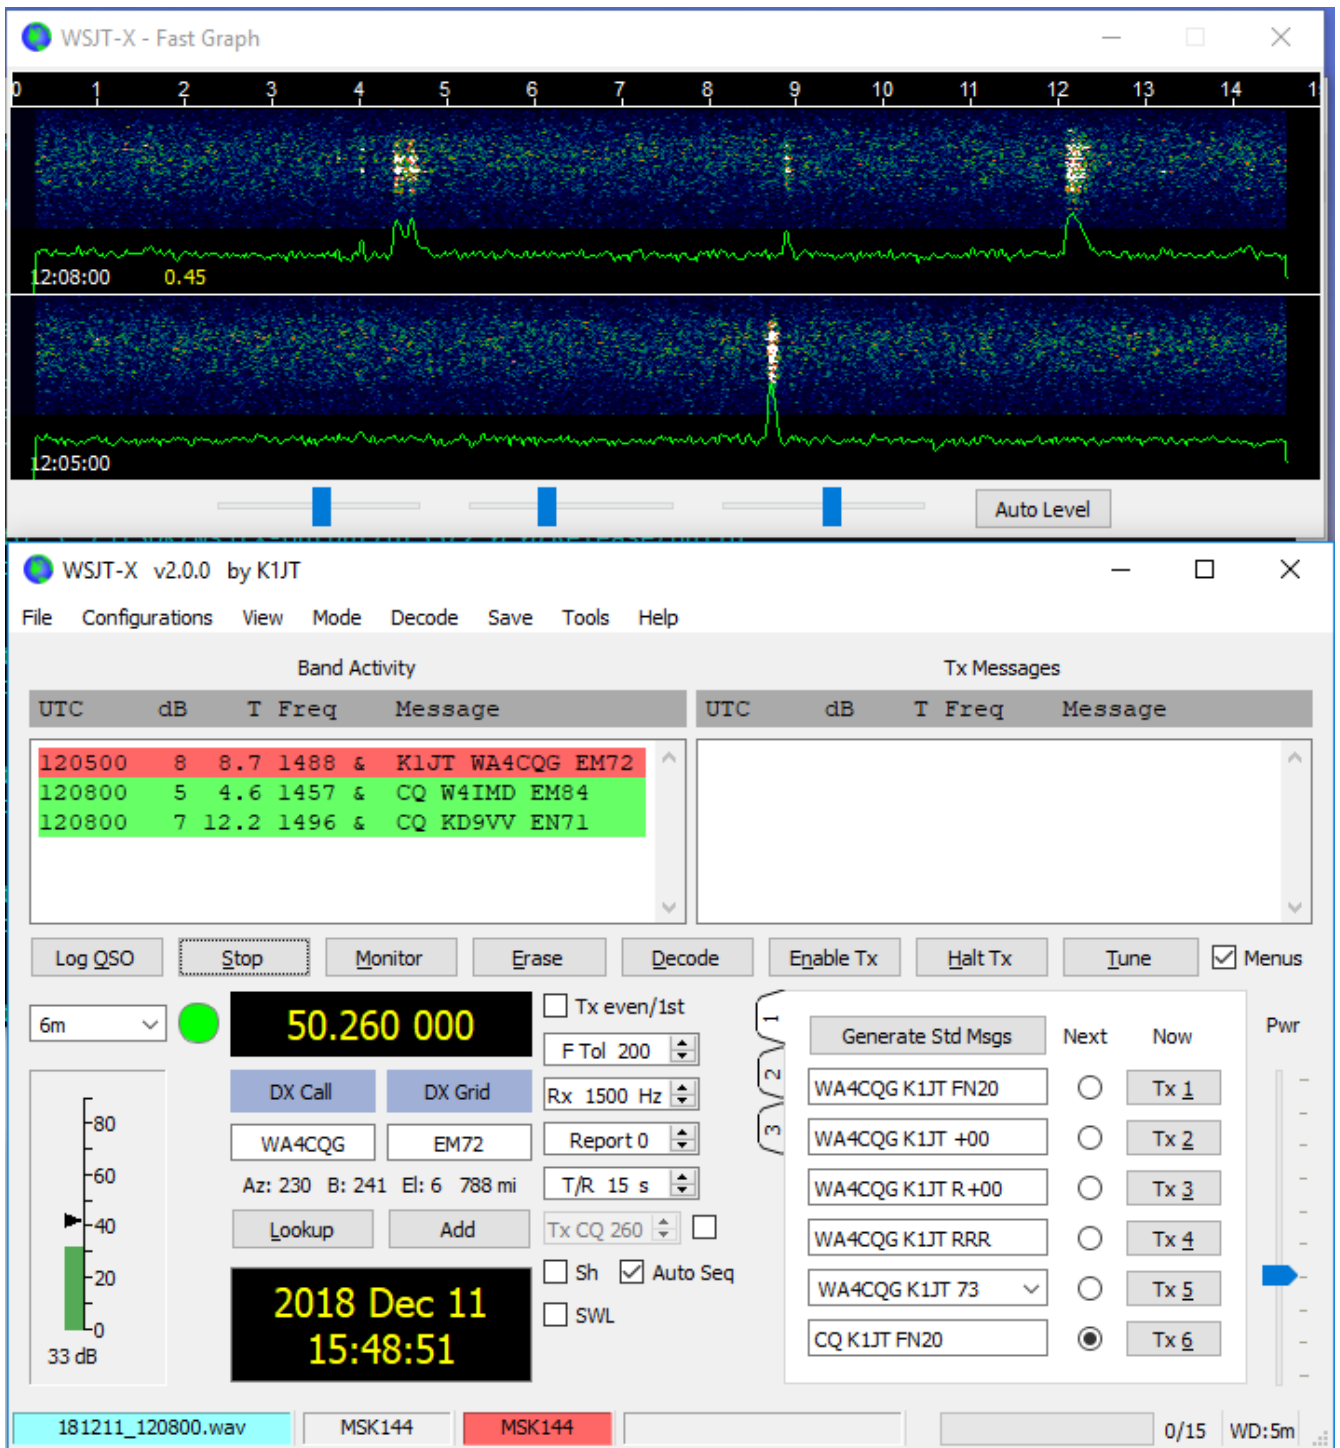 WSJT-X - Fast Graph
0 1 2 3 4 5 6 7 8 9 10 11 12 13 14 1
12:08:00 0.45
12:05:00
Auto Level
WSJT-X v2.0.0 by K1JT
File Configurations View Mode Decode Save Tools Help
Band Activity Tx Messages
UTC dB T Freq Message UTC dB T Freq Message
120500 8 8.7 1488 & K1JT WA4CQG EM72
120800 5 4.6 1457 & CQ W4IMD EM84
120800 7 12.2 1496 & CQ KD9VV EN71
Log QSO Stop Monitor Erase Decode Enable Tx Halt Tx Tune Menus
6m 50.260 000 Tx even/1st 1 Generate Std Msgs Next Now Pwr
F Tol 200
DX Call DX Grid Rx 1500 Hz 2 WA4CQG K1JT FN20 Tx 1
-80 WA4CQG EM72 Report 0 3 WA4CQG K1JT +00 Tx 2
-60 Az: 230 B: 241 El: 6 788 mi T/R 15 s WA4CQG K1JT R+00 Tx 3
-40 Lookup Add Tx CQ 260 WA4CQG K1JT RRR Tx 4
-20 Sh Auto Seq WA4CQG K1JT 73 Tx 5
2018 Dec 11 SWL
-0 15:48:51 CQ K1JT FN20 Tx 6
33 dB
181211_120800.wav MSK144 MSK144 0/15 WD:5m